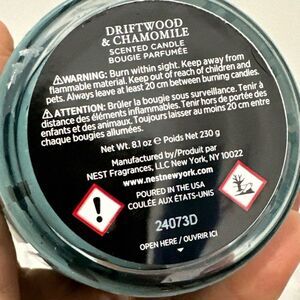 DRIFTWOOD
& CHAMOMILE
SCENTED CANDLE
BOUGIE PARFUMÉE
⚠WARNING: Burn within sight. Keep away from
flammable material. Keep out of reach of children and
pets. Always leave at least 20 cm between burning candles.
⚠ATTENTION: Brûler la bougie sous surveillance. Tenir à
distance des éléments inflammables. Tenir hors de portée des
enfants et des animaux. Toujours laisser au moins 20 cm entre
chaque bougies allumées.
Net Wt. 8.1 oz ℮ Poids Net 230 g
Manufactured by/Produit par
NEST Fragrances, LLC New York, NY 10022
www.nestnewyork.com
POURED IN THE USA
COULÉE AUX ÉTATS-UNIS
24073D
OPEN HERE / OUVRIR ICI